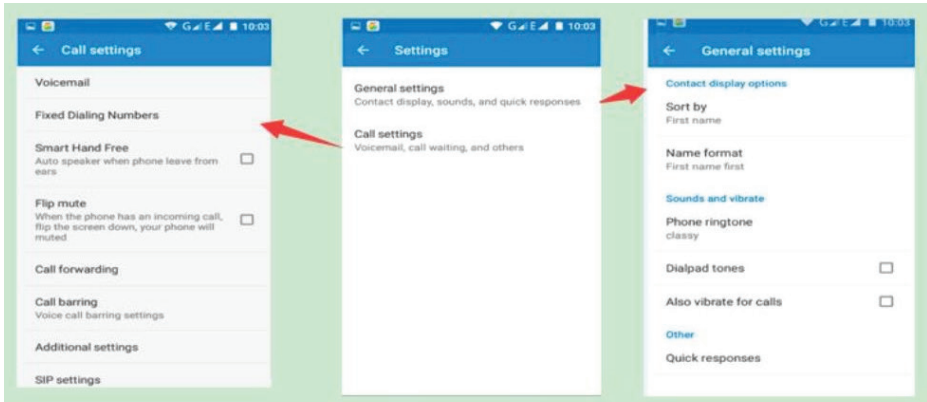 G E 10:03
Call settings
Voicemail
Fixed Dialing Numbers
Smart Hand Free
Auto speaker when phone leave from
ears
Flip mute
When the phone has an incoming call,
flip the screen down, your phone will
muted
Call forwarding
Call barring
Voice call barring settings
Additional settings
SIP settings
G E 10:03
Settings
General settings
Contact display, sounds, and quick responses
Call settings
Voicemail, call waiting, and others
G E 10:03
General settings
Contact display options
Sort by
First name
Name format
First name first
Sounds and vibrate
Phone ringtone
classy
Dialpad tones
Also vibrate for calls
Other
Quick responses